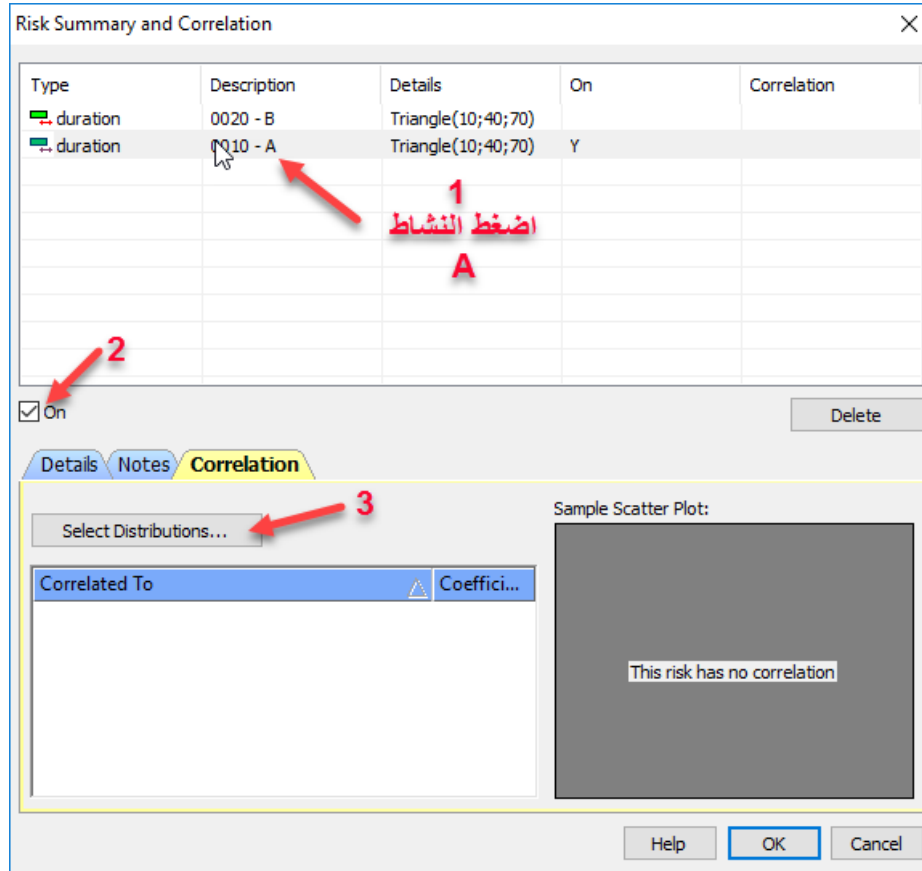 Risk Summary and Correlation
Type Description Details On Correlation
duration 0020 - B Triangle(10;40;70)
duration 0010 - A Triangle(10;40;70) Y
1
اضغط النشاط
A
2
On
Delete
Details Notes Correlation
3
Select Distributions...
Sample Scatter Plot:
Correlated To Coeffici...
This risk has no correlation
Help OK Cancel